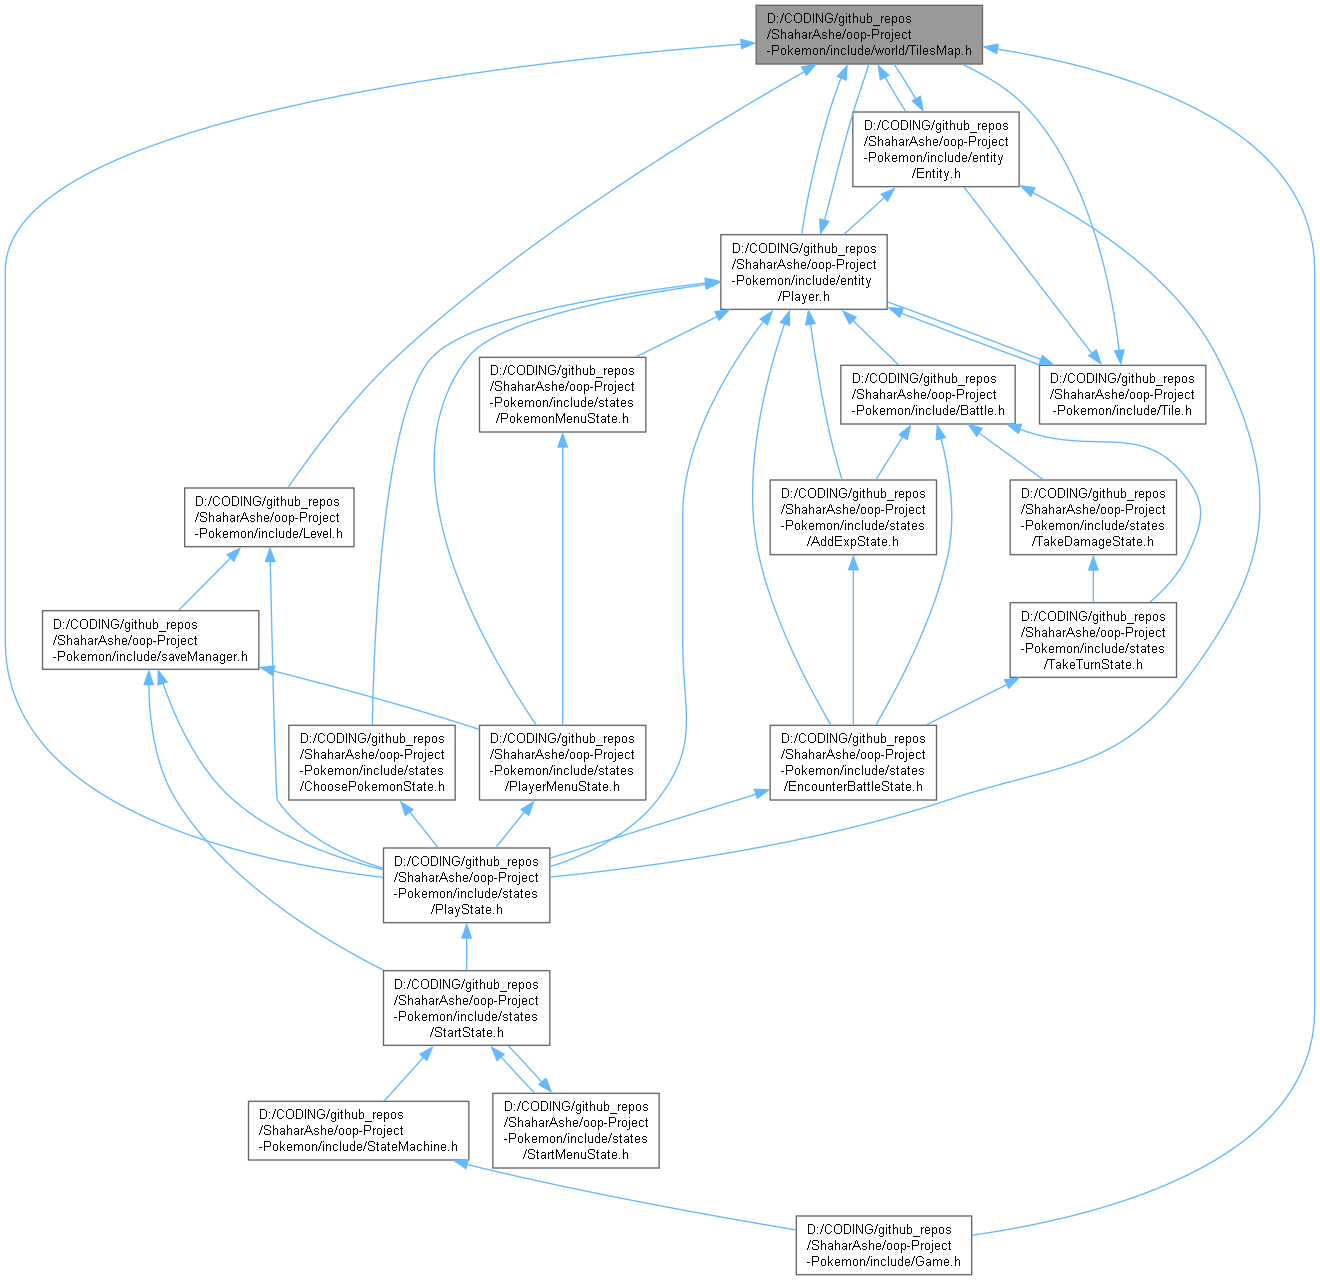 D:/CODING/github_repos
/ShaharAshe/oop-Project
-Pokemon/include/world/TilesMap.h
D:/CODING/github_repos
/ShaharAshe/oop-Project
-Pokemon/include/entity
/Entity.h
D:/CODING/github_repos
/ShaharAshe/oop-Project
-Pokemon/include/entity
/Player.h
D:/CODING/github_repos
/ShaharAshe/oop-Project
-Pokemon/include/states
/PokemonMenuState.h
D:/CODING/github_repos
/ShaharAshe/oop-Project
-Pokemon/include/Battle.h
D:/CODING/github_repos
/ShaharAshe/oop-Project
-Pokemon/include/Tile.h
D:/CODING/github_repos
/ShaharAshe/oop-Project
-Pokemon/include/Level.h
D:/CODING/github_repos
/ShaharAshe/oop-Project
-Pokemon/include/states
/AddExpState.h
D:/CODING/github_repos
/ShaharAshe/oop-Project
-Pokemon/include/states
/TakeDamageState.h
D:/CODING/github_repos
/ShaharAshe/oop-Project
-Pokemon/include/saveManager.h
D:/CODING/github_repos
/ShaharAshe/oop-Project
-Pokemon/include/states
/TakeTurnState.h
D:/CODING/github_repos
/ShaharAshe/oop-Project
-Pokemon/include/states
/ChoosePokemonState.h
D:/CODING/github_repos
/ShaharAshe/oop-Project
-Pokemon/include/states
/PlayerMenuState.h
D:/CODING/github_repos
/ShaharAshe/oop-Project
-Pokemon/include/states
/EncounterBattleState.h
D:/CODING/github_repos
/ShaharAshe/oop-Project
-Pokemon/include/states
/PlayState.h
D:/CODING/github_repos
/ShaharAshe/oop-Project
-Pokemon/include/states
/StartState.h
D:/CODING/github_repos
/ShaharAshe/oop-Project
-Pokemon/include/StateMachine.h
D:/CODING/github_repos
/ShaharAshe/oop-Project
-Pokemon/include/states
/StartMenuState.h
D:/CODING/github_repos
/ShaharAshe/oop-Project
-Pokemon/include/Game.h